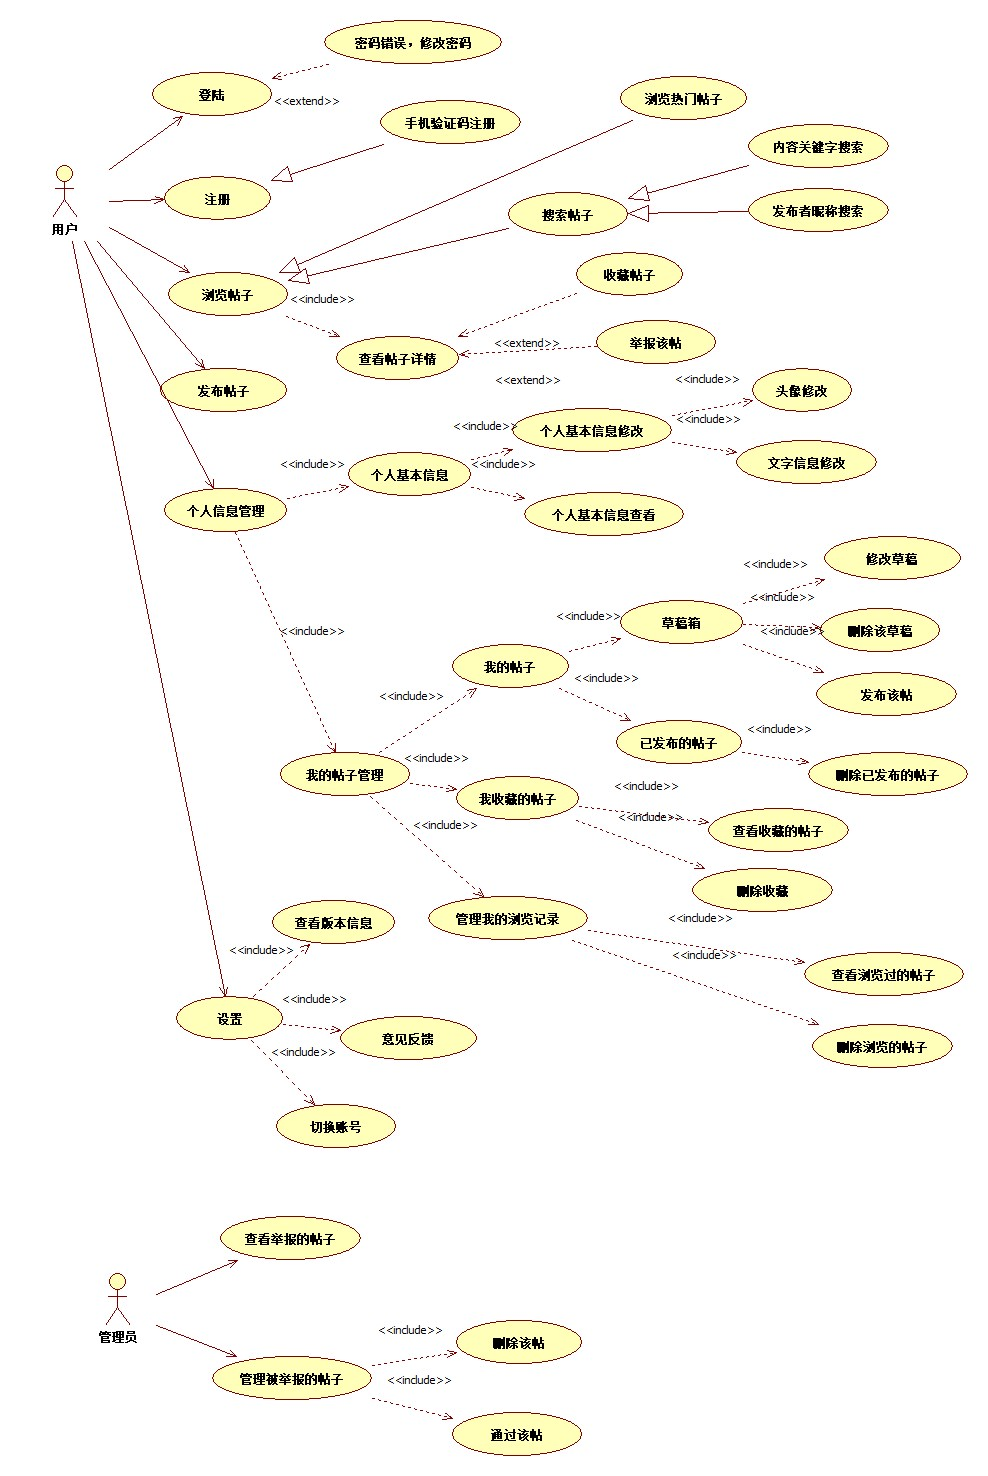 密码错误，修改密码
登陆
<<extend>>
浏览热门帖子
手机验证码注册
内容关键字搜索
注册
搜索帖子
发布者昵称搜索
用户
收藏帖子
浏览帖子
<<include>>
查看帖子详情
<<extend>>
举报该帖
<<extend>>
<<include>>
头像修改
发布帖子
<<include>>
<<include>>
个人基本信息修改
<<include>>
个人基本信息
<<include>>
文字信息修改
个人信息管理
个人基本信息查看
<<include>>
修改草稿
<<include>>
<<include>>
草稿箱
<<include>>
<<include>>
删除该草稿
我的帖子
<<include>>
<<include>>
发布该帖
<<include>>
已发布的帖子
<<include>>
我的帖子管理
删除已发布的帖子
<<include>>
我收藏的帖子
<<include>>
<<include>>
查看收藏的帖子
删除收藏
管理我的浏览记录
<<include>>
查看版本信息
<<include>>
<<include>>
查看浏览过的帖子
<<include>>
设置
意见反馈
<<include>>
删除浏览的帖子
切换账号
查看举报的帖子
管理员
<<include>>
删除该帖
管理被举报的帖子
<<include>>
通过该帖